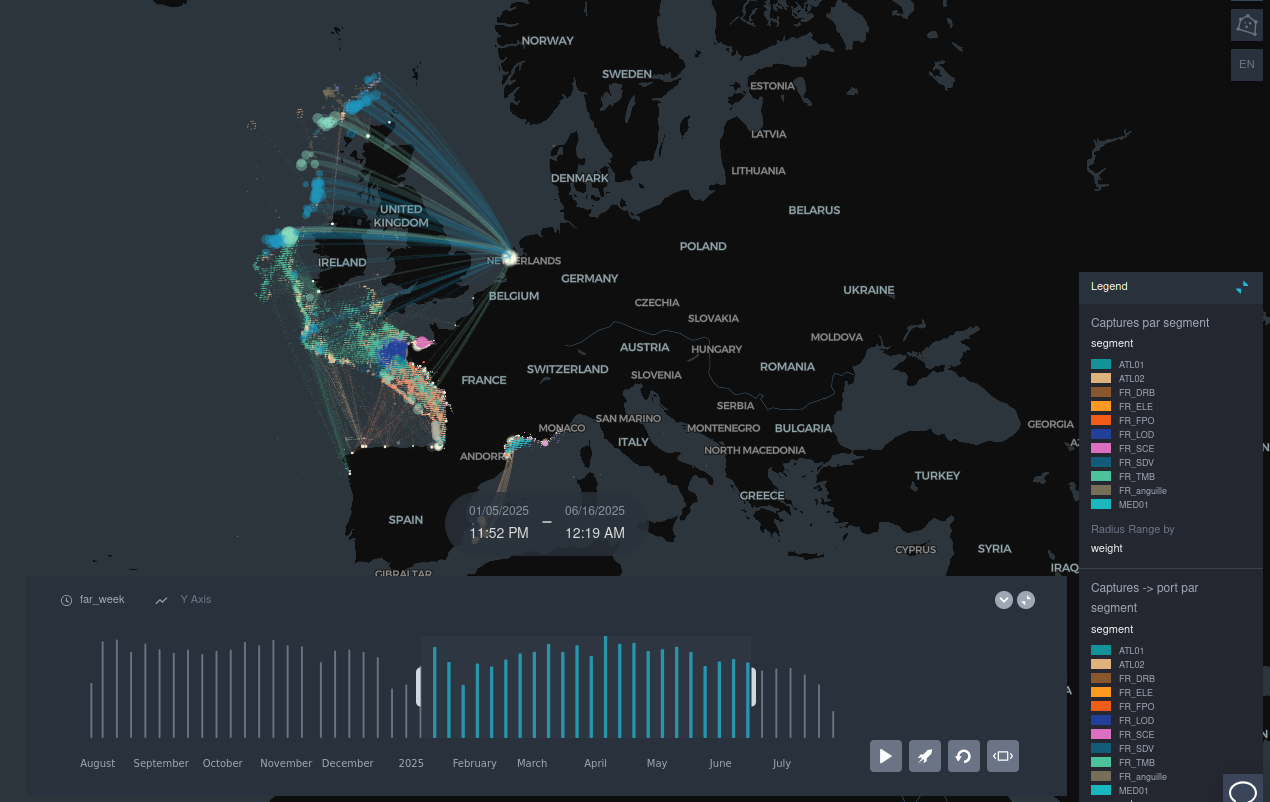 NORWAY
SWEDEN
ESTONIA
LATVIA
LITHUANIA
DENMARK
BELARUS
UNITED
KINGDOM
POLAND
IRELAND
NETHERLANDS
GERMANY
BELGIUM
UKRAINE
CZECHIA
SLOVAKIA
MOLDOVA
AUSTRIA
HUNGARY
SWITZERLAND
ROMANIA
SLOVENIA
FRANCE
SERBIA
SAN MARINO
MONACO
MONTENEGRO
BULGARIA
GEORGIA
ITALY
NORTH MACEDONIA
ANDORRA
TURKEY
GREECE
SPAIN
CYPRUS
SYRIA
IRAQ
GIBRALTAR
EN
01/05/2025
11:52 PM
–
06/16/2025
12:19 AM
far_week
Y Axis
August
September
October
November
December
2025
February
March
April
May
June
July
Legend
Captures par segment
segment
ATL01
ATL02
FR_DRB
FR_ELE
FR_FPO
FR_LOD
FR_SCE
FR_SDV
FR_TMB
FR_anguille
MED01
Radius Range by
weight
Captures -> port par
segment
segment
ATL01
ATL02
FR_DRB
FR_ELE
FR_FPO
FR_LOD
FR_SCE
FR_SDV
FR_TMB
FR_anguille
MED01